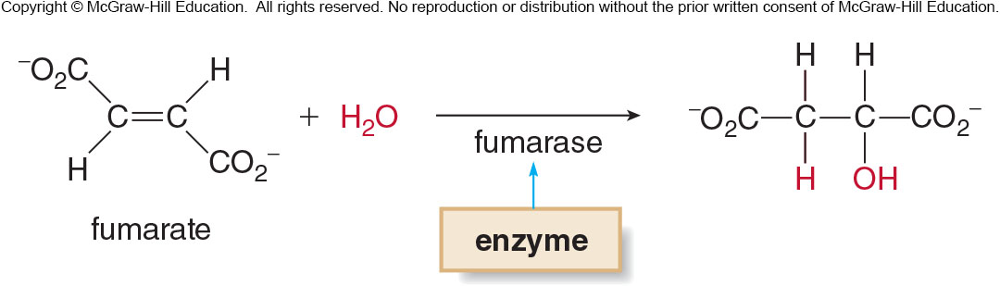 Copyright © McGraw-Hill Education. All rights reserved. No reproduction or distribution without the prior written consent of McGraw-Hill Education.
⁻O₂C H H H
C=C + H₂O ⁻O₂C—C—C—CO₂⁻
fumarase
H CO₂⁻ H OH
fumarate
enzyme